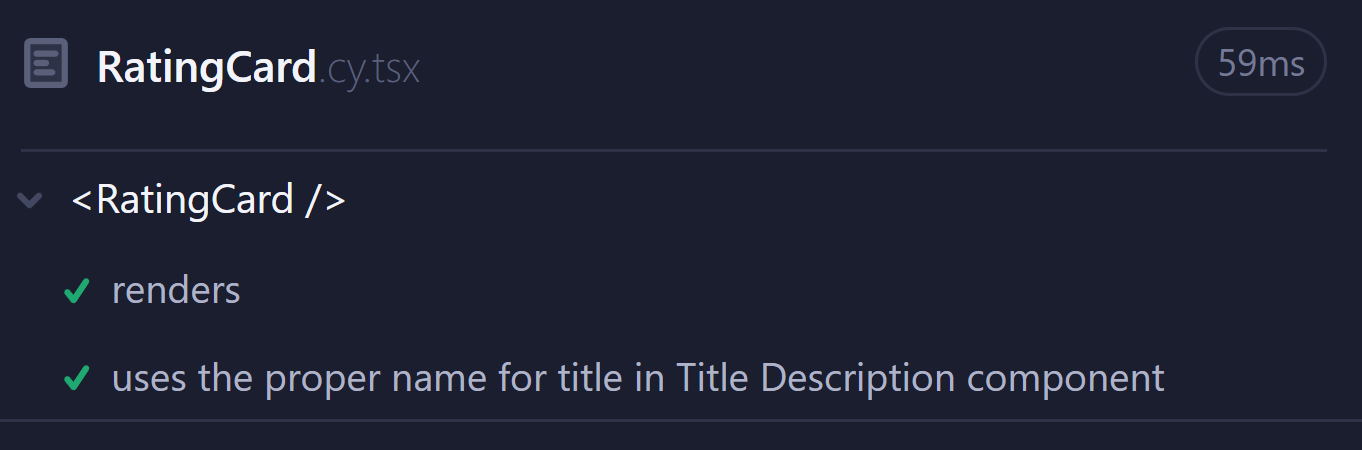 RatingCard.cy.tsx 59ms
<RatingCard />
renders
uses the proper name for title in Title Description component